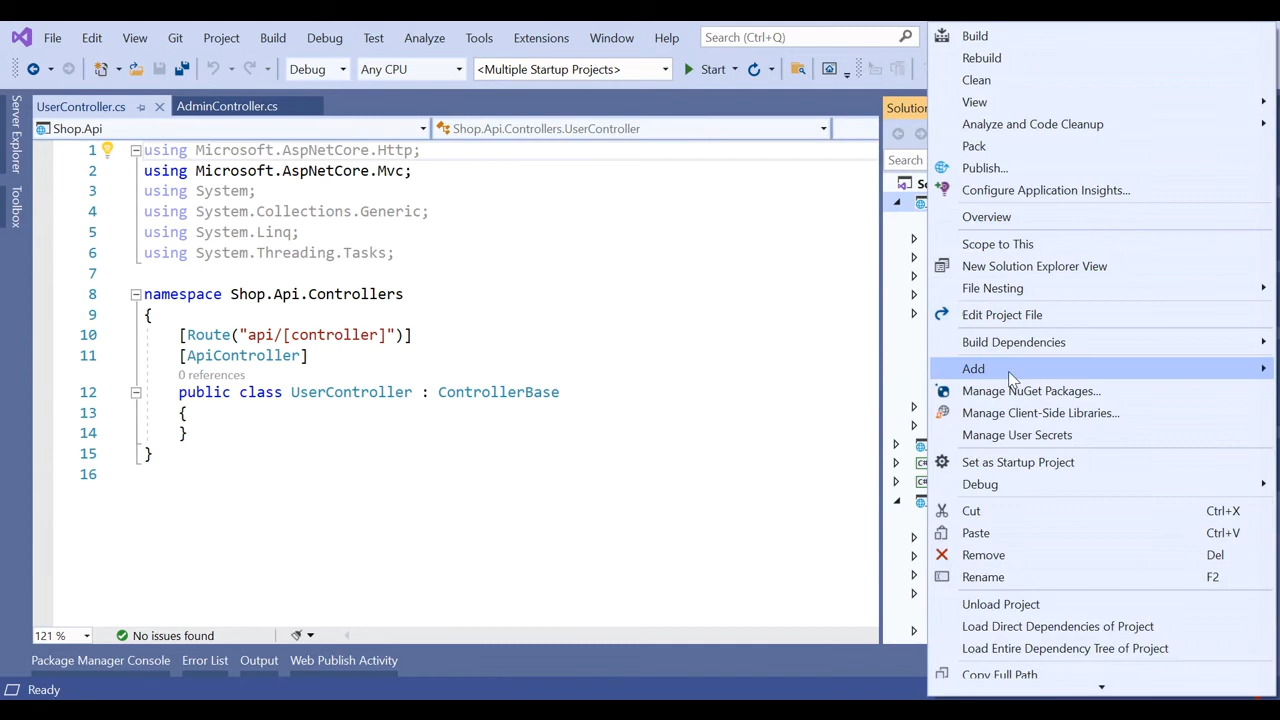 File Edit View Git Project Build Debug Test Analyze Tools Extensions Window Help Search (Ctrl+Q)
Debug Any CPU <Multiple Startup Projects> Start
UserController.cs AdminController.cs
Shop.Api Shop.Api.Controllers.UserController
Server Explorer
Toolbox
1 using Microsoft.AspNetCore.Http;
2 using Microsoft.AspNetCore.Mvc;
3 using System;
4 using System.Collections.Generic;
5 using System.Linq;
6 using System.Threading.Tasks;
7
8 namespace Shop.Api.Controllers
9 {
10 [Route("api/[controller]")]
11 [ApiController]
0 references
12 public class UserController : ControllerBase
13 {
14 }
15 }
16
121 % No issues found
Package Manager Console Error List Output Web Publish Activity
Ready
Solution
Search
Build
Rebuild
Clean
View
Analyze and Code Cleanup
Pack
Publish...
Configure Application Insights...
Overview
Scope to This
New Solution Explorer View
File Nesting
Edit Project File
Build Dependencies
Add
Manage NuGet Packages...
Manage Client-Side Libraries...
Manage User Secrets
Set as Startup Project
Debug
Cut Ctrl+X
Paste Ctrl+V
Remove Del
Rename F2
Unload Project
Load Direct Dependencies of Project
Load Entire Dependency Tree of Project
Copy Full Path